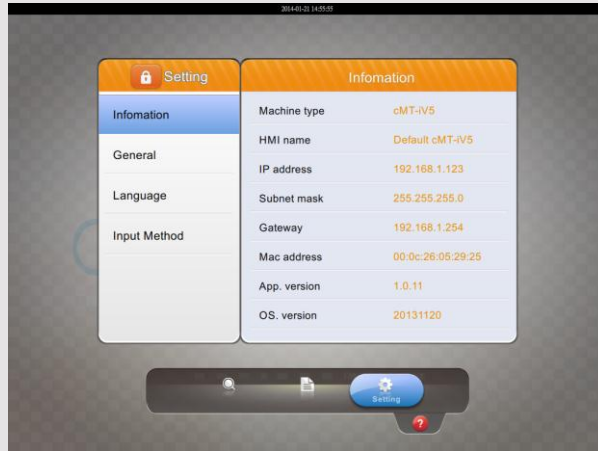 2014-01-21 14:55:55
Setting
Infomation
Infomation
General
Language
Input Method
Machine type cMT-iV5
HMI name Default cMT-iV5
IP address 192.168.1.123
Subnet mask 255.255.255.0
Gateway 192.168.1.254
Mac address 00:0c:26:05:29:25
App. version 1.0.11
OS. version 20131120
Setting
?